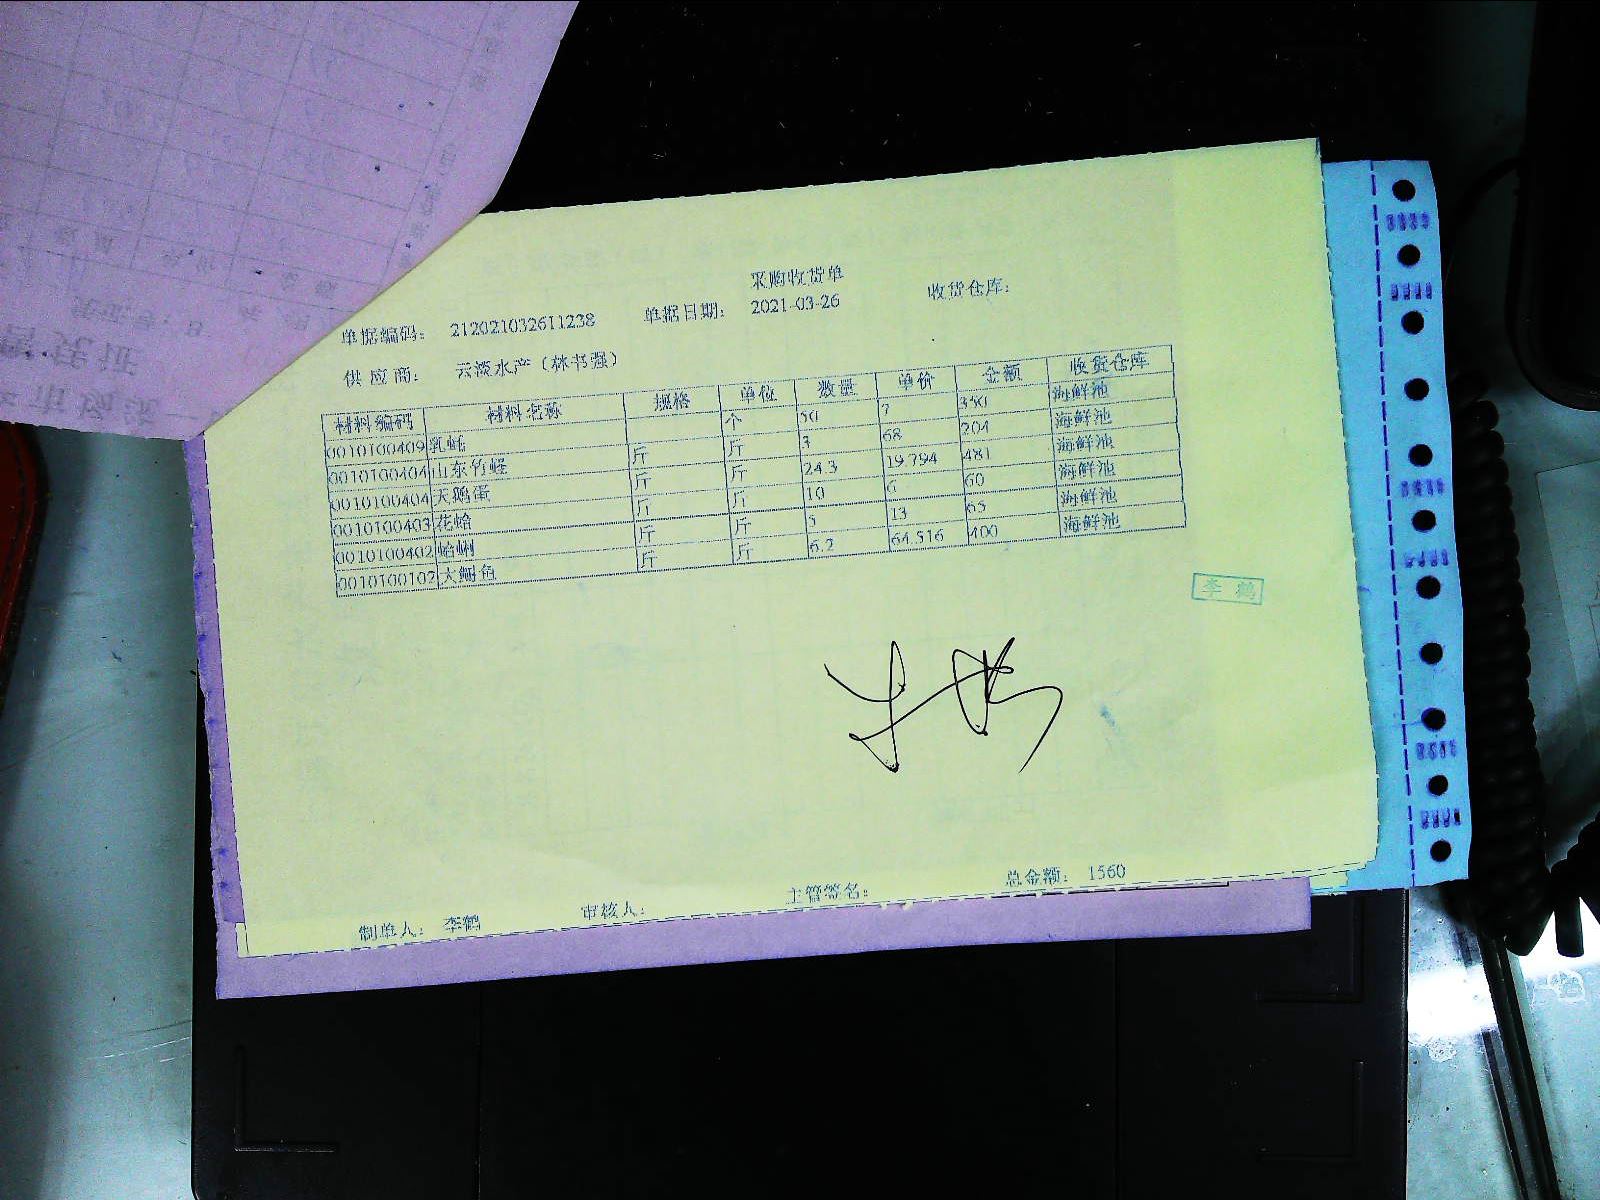 采购收货单
单据编码： 212021032611238 单据日期： 2021-03-26 收货仓库：
供应商： 云淡水产（林书强）
材料编码 材料名称 规格 单位 数量 单价 金额 收货仓库
0010100409 乳蛎 个 50 7 350 海鲜池
0010100404 山东竹蛏 斤 斤 3 68 204 海鲜池
0010100404 天鹅蛋 斤 斤 24.3 19.794 481 海鲜池
0010100403 花蛤 斤 斤 10 6 60 海鲜池
0010100402 蛤蜊 斤 斤 5 13 65 海鲜池
0010100102 大鲍鱼 斤 斤 6.2 64.516 400 海鲜池
李鹤
制单人： 李鹤 审核人： 主管签名： 总金额： 1560